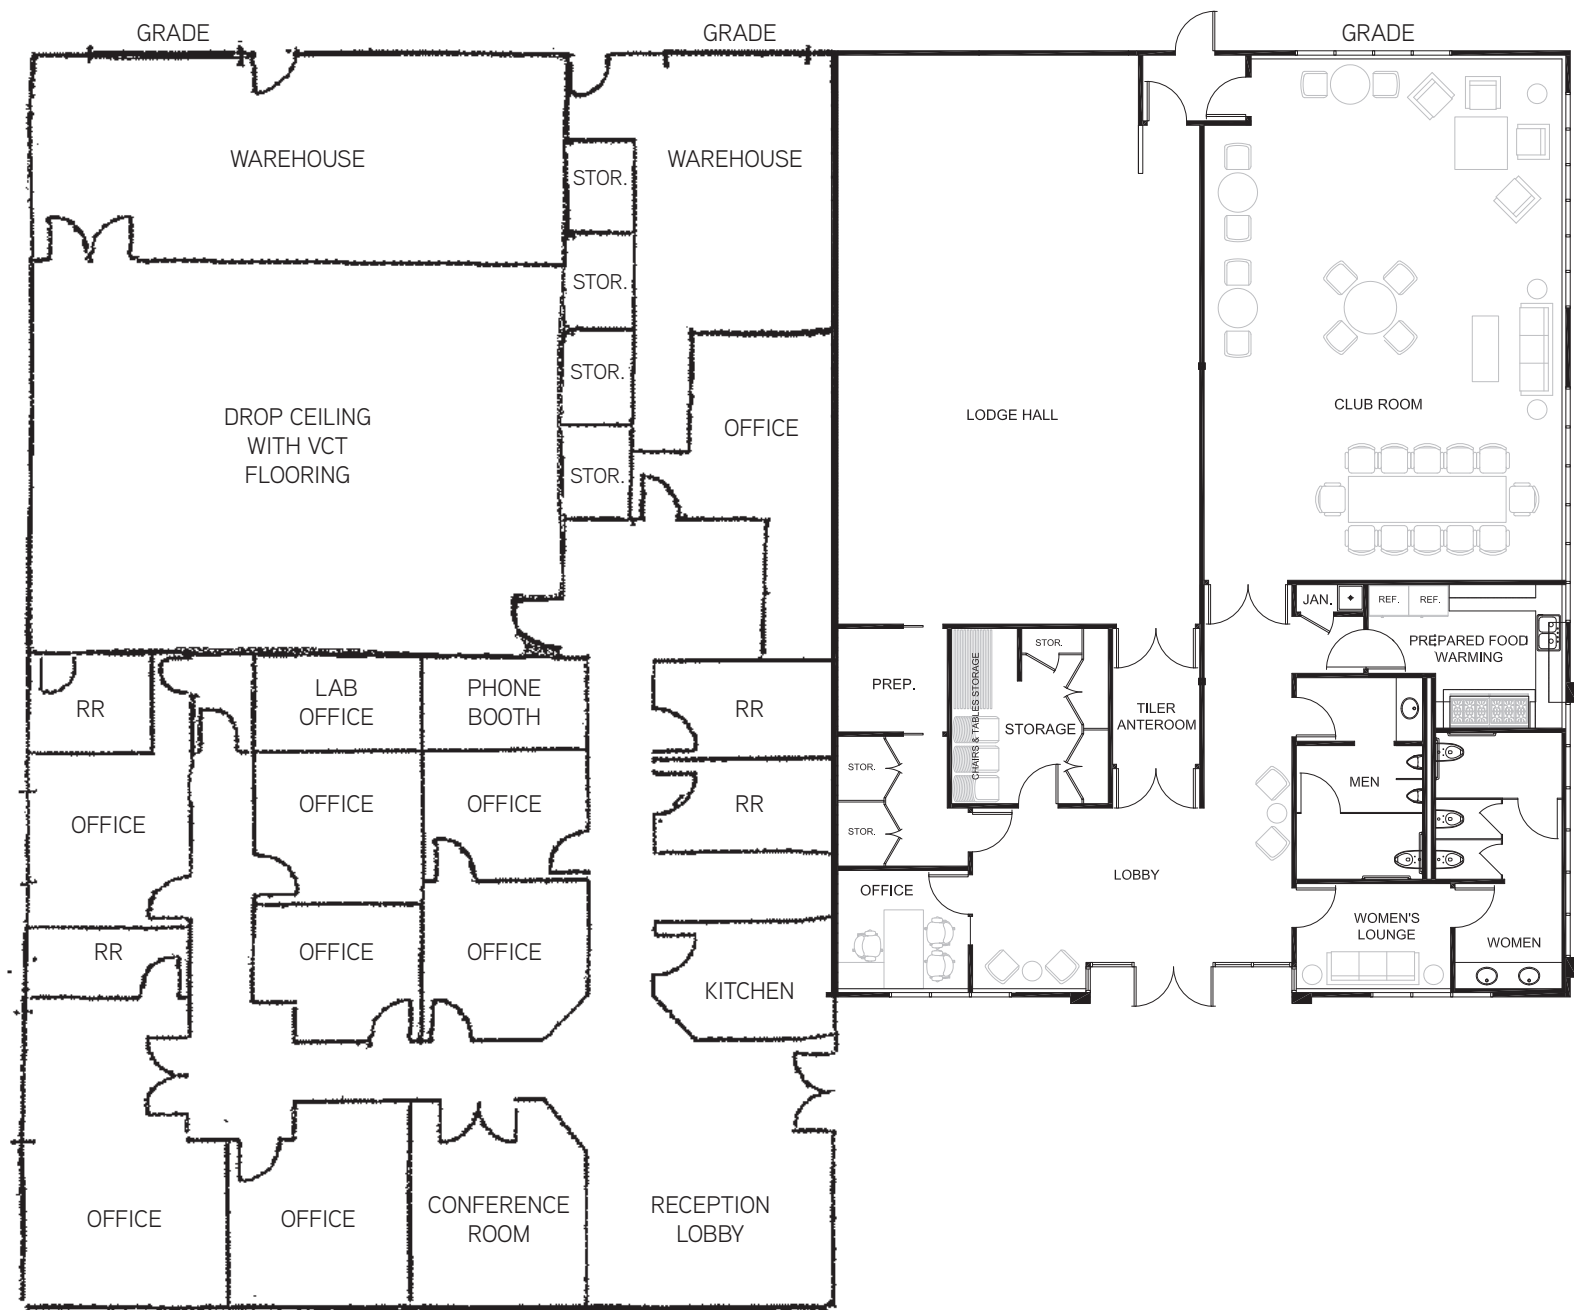 GRADE
GRADE
GRADE
WAREHOUSE
WAREHOUSE
STOR.
STOR.
STOR.
STOR.
DROP CEILING
WITH VCT
FLOORING
OFFICE
LODGE HALL
CLUB ROOM
JAN.
REF.
REF.
PREPARED FOOD
WARMING
RR
LAB
OFFICE
PHONE
BOOTH
RR
PREP.
CHAIRS & TABLES STORAGE
STOR.
STORAGE
TILER
ANTEROOM
STOR.
STOR.
MEN
OFFICE
OFFICE
OFFICE
RR
OFFICE
LOBBY
WOMEN'S
LOUNGE
WOMEN
RR
OFFICE
OFFICE
KITCHEN
OFFICE
OFFICE
CONFERENCE
ROOM
RECEPTION
LOBBY